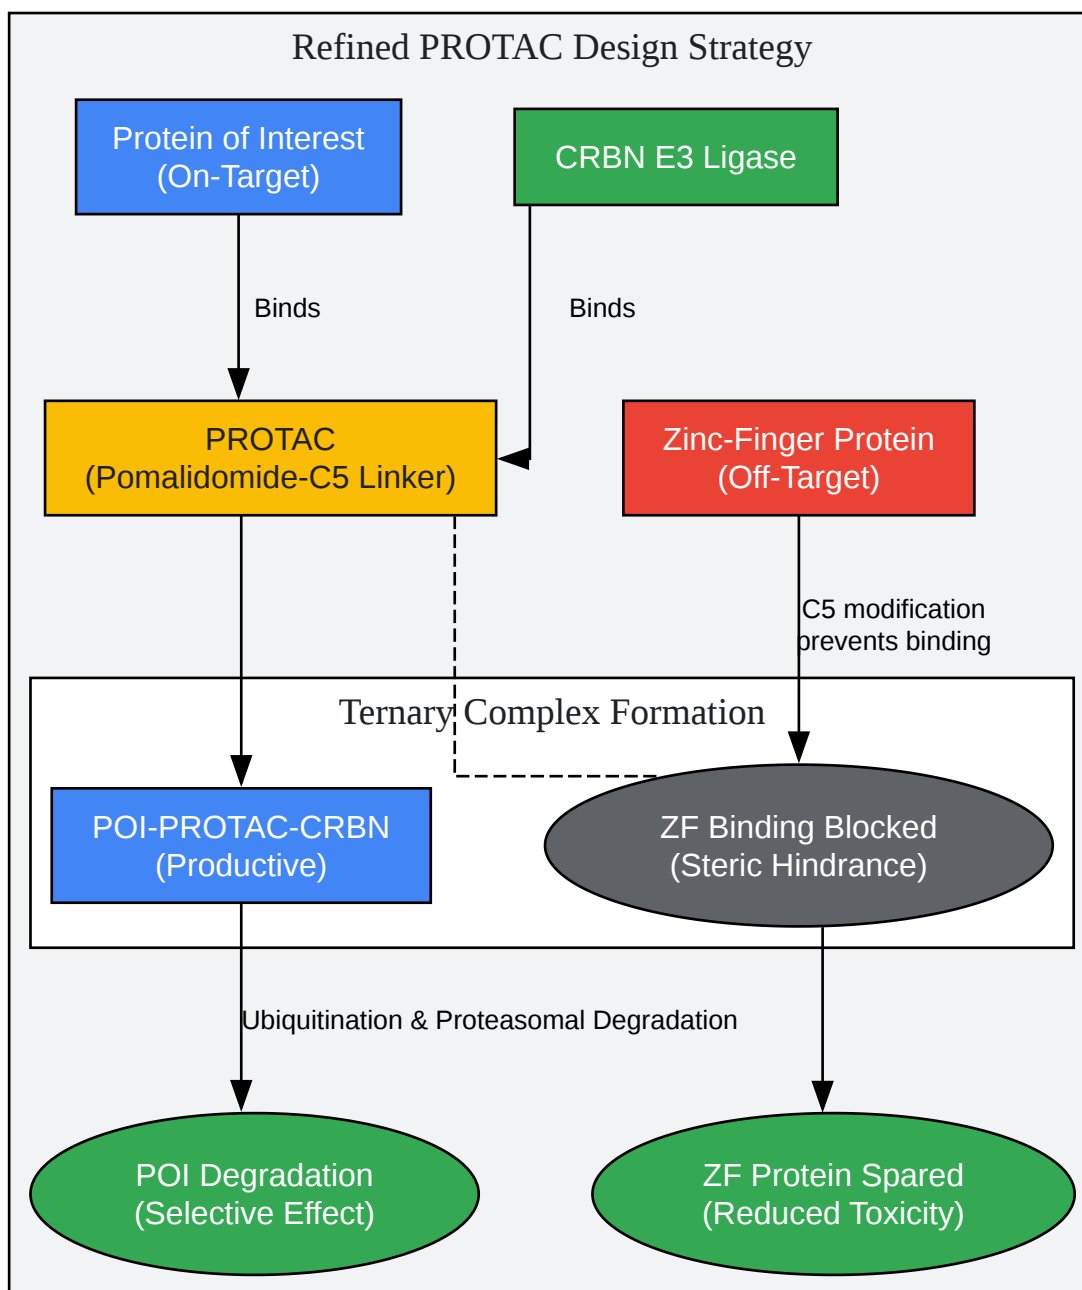 Refined PROTAC Design Strategy
Protein of Interest
(On-Target)
CRBN E3 Ligase
Binds
Binds
PROTAC
(Pomalidomide-C5 Linker)
Zinc-Finger Protein
(Off-Target)
C5 modification
prevents binding
Ternary Complex Formation
POI-PROTAC-CRBN
(Productive)
ZF Binding Blocked
(Steric Hindrance)
Ubiquitination & Proteasomal Degradation
POI Degradation
(Selective Effect)
ZF Protein Spared
(Reduced Toxicity)